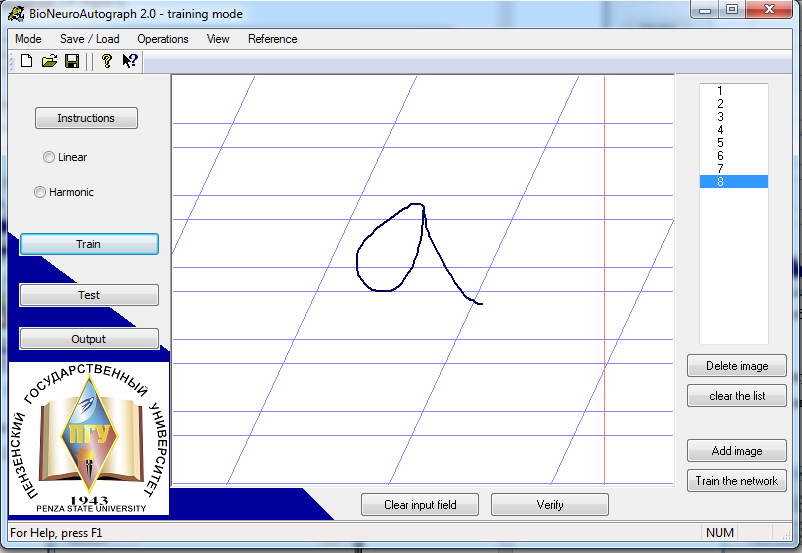 BioNeuroAutograph 2.0 - training mode
Mode Save / Load Operations View Reference
Instructions
Linear
Harmonic
Train
Test
Output
ПЕНЗЕНСКИЙ ГОСУДАРСТВЕННЫЙ УНИВЕРСИТЕТ
ПГУ
1943
PENZA STATE UNIVERSITY
a
1
2
3
4
5
6
7
8
Delete image
clear the list
Add image
Train the network
Clear input field Verify
For Help, press F1 NUM